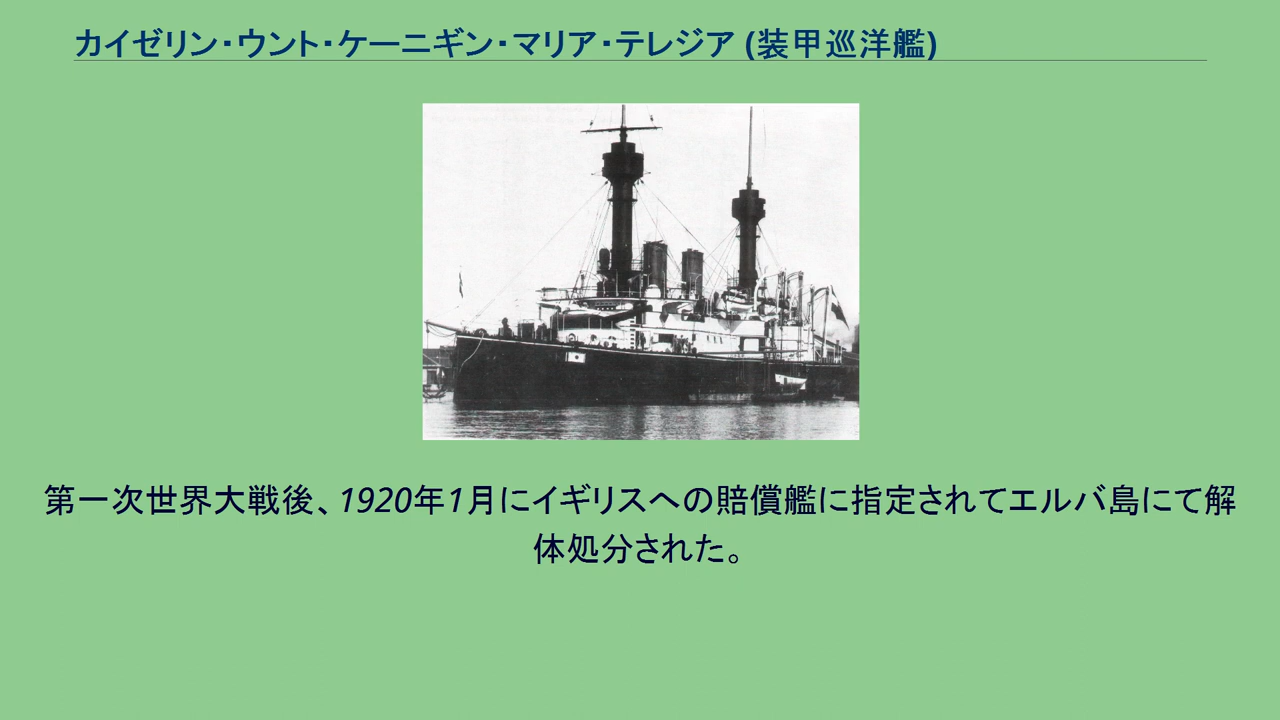 カイゼリン・ウント・ケーニギン・マリア・テレジア (装甲巡洋艦)
第一次世界大戦後、1920年1月にイギリスへの賠償艦に指定されてエルバ島にて解
体処分された。